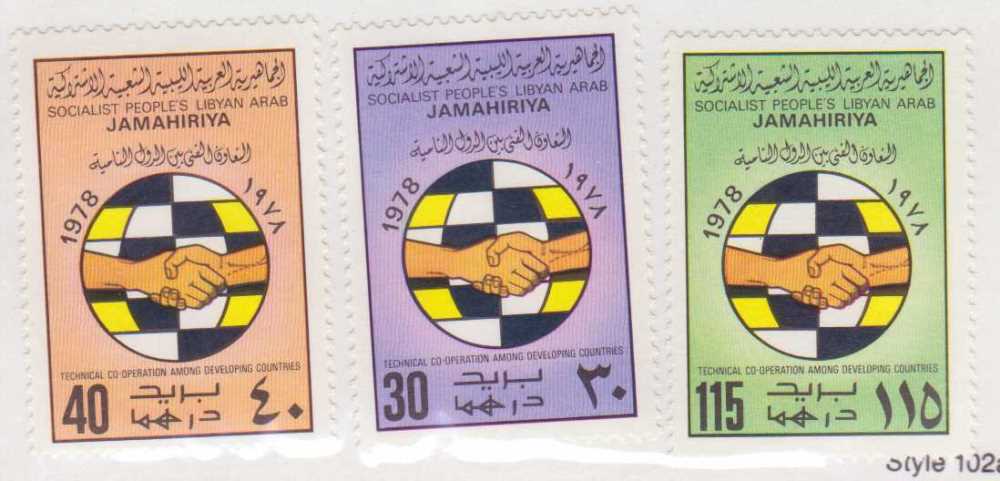 الجماهيرية العربية الليبية الشعبية الاشتراكية
SOCIALIST PEOPLE'S LIBYAN ARAB
JAMAHIRIYA
التعاون الفني بين الدول النامية
1978 ١٩٧٨
TECHNICAL CO-OPERATION AMONG DEVELOPING COUNTRIES
40 بريد ٤٠
درهما
الجماهيرية العربية الليبية الشعبية الاشتراكية
SOCIALIST PEOPLE'S LIBYAN ARAB
JAMAHIRIYA
التعاون الفني بين الدول النامية
1978 ١٩٧٨
TECHNICAL CO-OPERATION AMONG DEVELOPING COUNTRIES
30 بريد ٣٠
درهما
الجماهيرية العربية الليبية الشعبية الاشتراكية
SOCIALIST PEOPLE'S LIBYAN ARAB
JAMAHIRIYA
التعاون الفني بين الدول النامية
1978 ١٩٧٨
TECHNICAL CO-OPERATION AMONG DEVELOPING COUNTRIES
115 بريد ١١٥
درهما
Style 102a